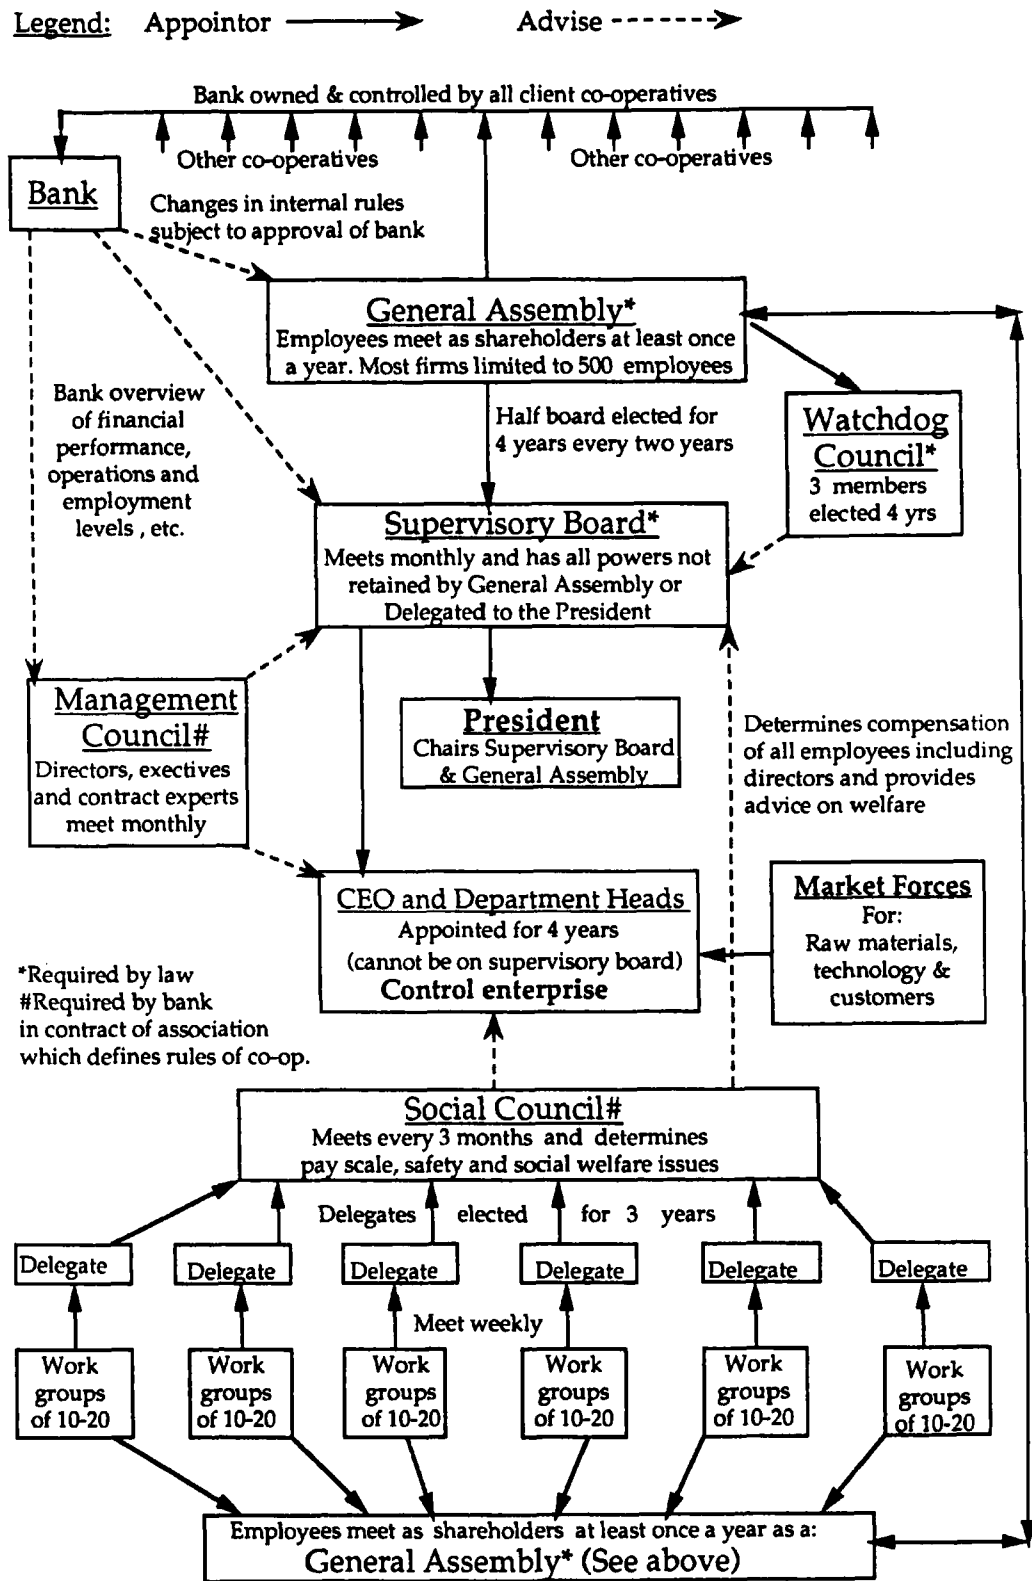 Legend: Appointor Advise
Bank owned & controlled by all client co-operatives
Other co-operatives
Other co-operatives
Bank
Changes in internal rules
subject to approval of bank
General Assembly*
Employees meet as shareholders at least once
a year. Most firms limited to 500 employees
Bank overview
of financial
performance,
operations and
employment
levels , etc.
Half board elected for
4 years every two years
Watchdog
Council*
3 members
elected 4 yrs
Supervisory Board*
Meets monthly and has all powers not
retained by General Assembly or
Delegated to the President
Management
Council#
Directors, exectives
and contract experts
meet monthly
President
Chairs Supervisory Board
& General Assembly
Determines compensation
of all employees including
directors and provides
advice on welfare
CEO and Department Heads
Appointed for 4 years
(cannot be on supervisory board)
Control enterprise
Market Forces
For:
Raw materials,
technology &
customers
*Required by law
#Required by bank
in contract of association
which defines rules of co-op.
Social Council#
Meets every 3 months and determines
pay scale, safety and social welfare issues
Delegates elected for 3 years
Delegate
Delegate
Delegate
Delegate
Delegate
Delegate
Meet weekly
Work
groups
of 10-20
Work
groups
of 10-20
Work
groups
of 10-20
Work
groups
of 10-20
Work
groups
of 10-20
Work
groups
of 10-20
Employees meet as shareholders at least once a year as a:
General Assembly* (See above)